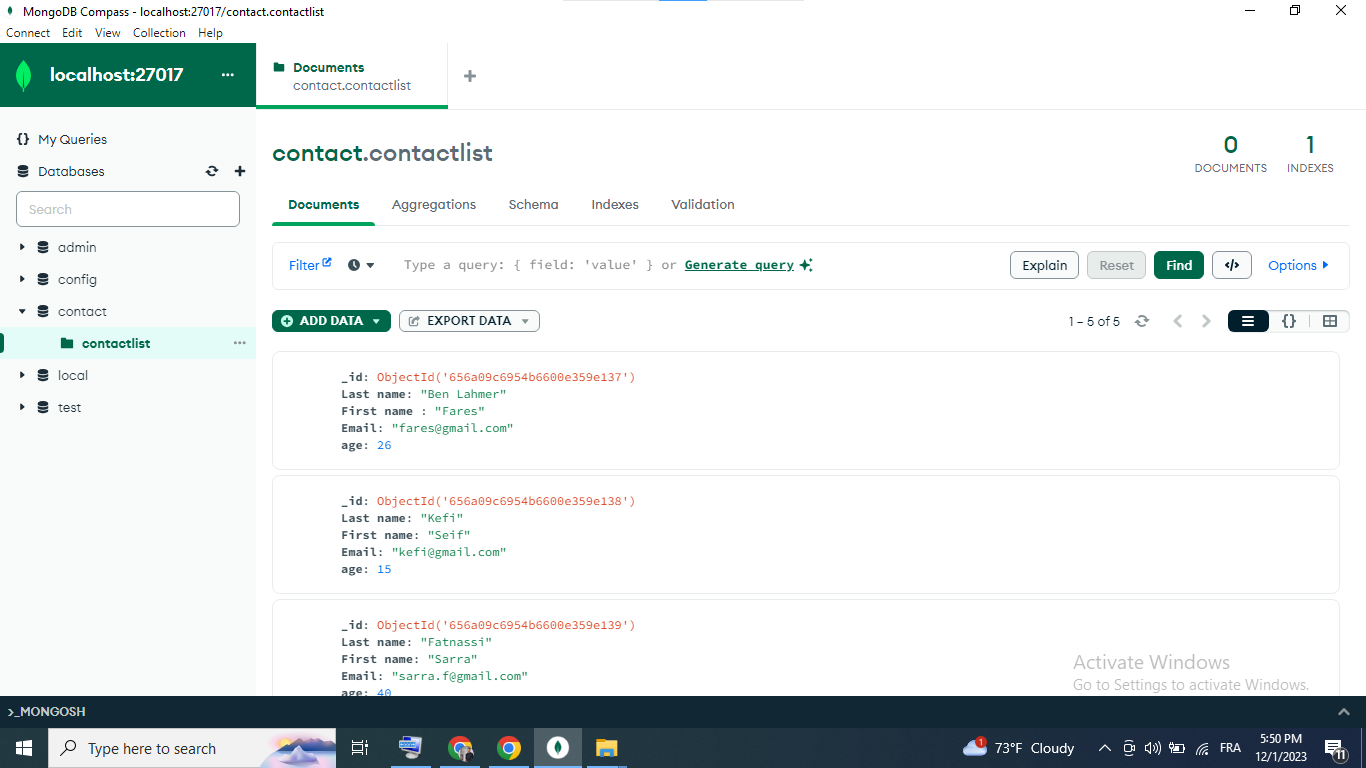 MongoDB Compass - localhost:27017/contact.contactlist
Connect Edit View Collection Help
localhost:27017 ...
Documents
contact.contactlist
{} My Queries
Databases
Search
admin
config
contact
contactlist ...
local
test
contact.contactlist
0
DOCUMENTS
1
INDEXES
Documents Aggregations Schema Indexes Validation
Filter Type a query: { field: 'value' } or Generate query Explain Reset Find </> Options
ADD DATA EXPORT DATA 1 – 5 of 5 {}
_id: ObjectId('656a09c6954b6600e359e137')
Last name: "Ben Lahmer"
First name : "Fares"
Email: "fares@gmail.com"
age: 26
_id: ObjectId('656a09c6954b6600e359e138')
Last name: "Kefi"
First name: "Seif"
Email: "kefi@gmail.com"
age: 15
_id: ObjectId('656a09c6954b6600e359e139')
Last name: "Fatnassi"
First name: "Sarra"
Email: "sarra.f@gmail.com"
age: 40
Activate Windows
Go to Settings to activate Windows.
>_MONGOSH
Type here to search
1
73°F Cloudy
FRA
5:50 PM
12/1/2023
11